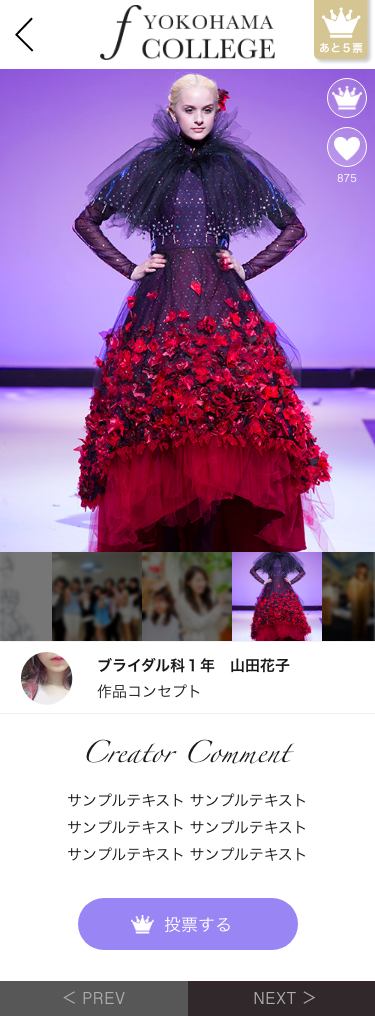 f YOKOHAMA
COLLEGE
あと5票
875
ブライダル科1年　山田花子
作品コンセプト
Creator Comment
サンプルテキスト サンプルテキスト
サンプルテキスト サンプルテキスト
サンプルテキスト サンプルテキスト
投票する
< PREV
NEXT >